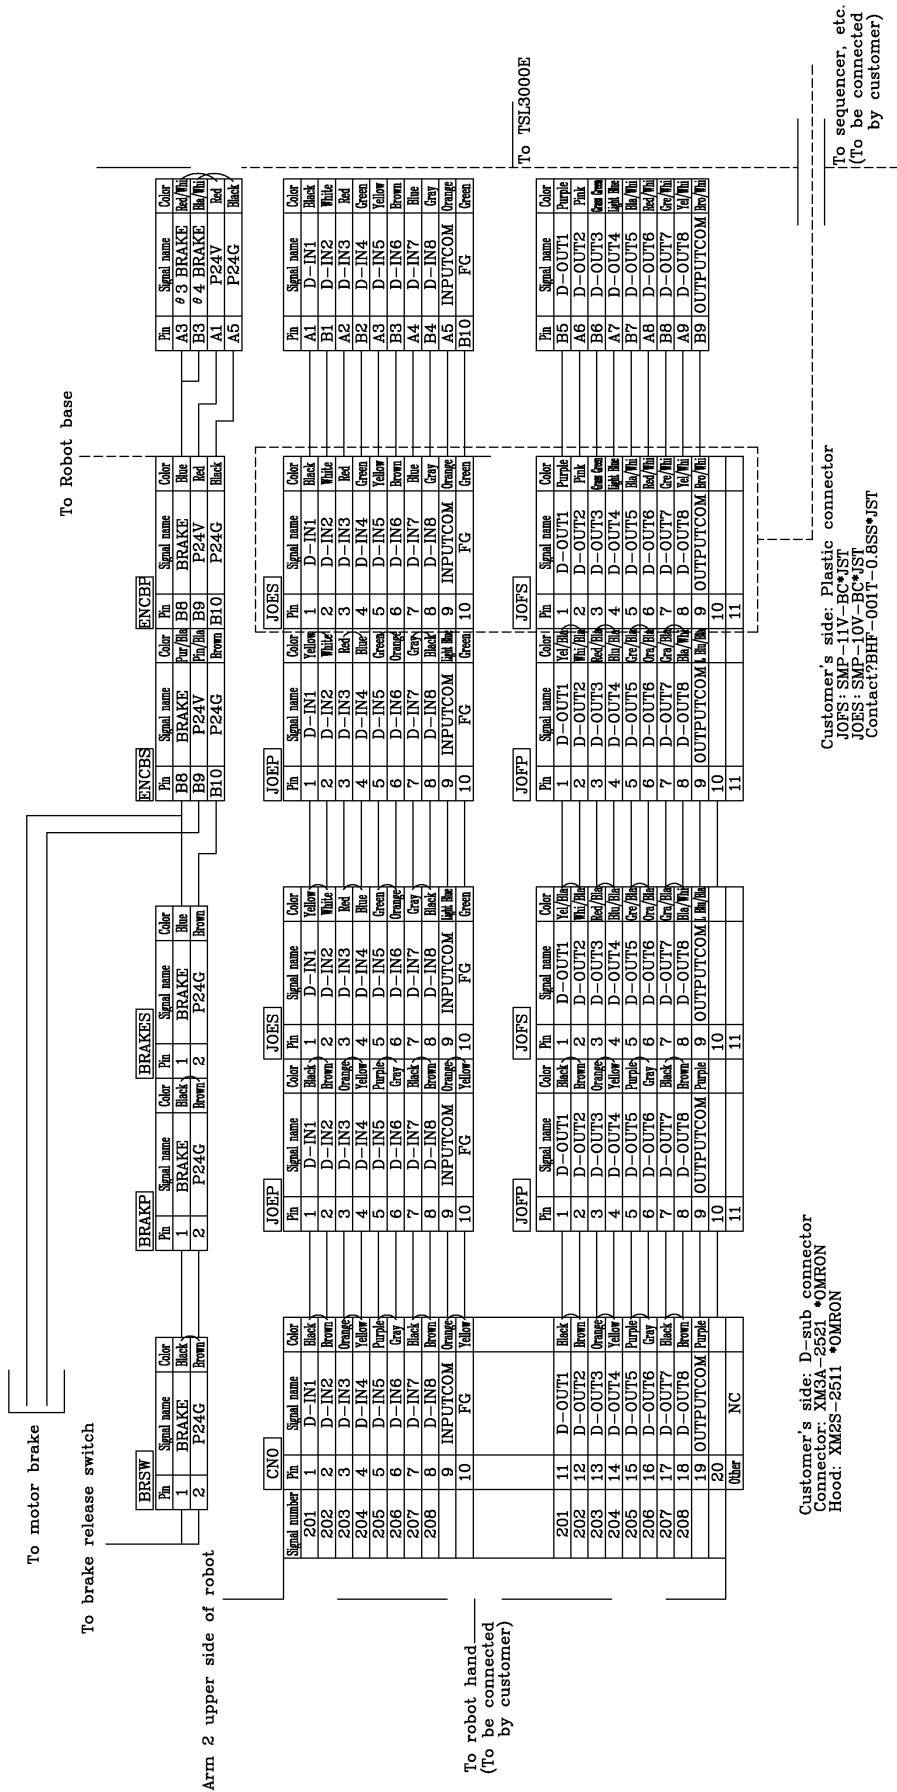 To motor brake
To brake release switch
BRSW
Pin Signal name Color
1 BRAKE Black
2 P24G Brown
BRAKP
Pin Signal name Color
1 BRAKE Black
2 P24G Brown
BRAKES
Pin Signal name Color
1 BRAKE Blue
2 P24G Brown
ENCBS
Pin Signal name Color
B8 BRAKE Pur/Bla
B9 P24V Pin/Bla
B10 P24G Brown
ENCBP
Pin Signal name Color
B8 BRAKE Blue
B9 P24V Red
B10 P24G Black
To Robot base
Pin Signal name Color
A3 θ3 BRAKE Red/Whi
B3 θ4 BRAKE Bla/Whi
A1 P24V Red
A5 P24G Black
Arm 2 upper side of robot
To robot hand
(To be connected
by customer)
CN0
Signal number Pin Signal name Color
201 1 D-IN1 Black
202 2 D-IN2 Brown
203 3 D-IN3 Orange
204 4 D-IN4 Yellow
205 5 D-IN5 Purple
206 6 D-IN6 Gray
207 7 D-IN7 Black
208 8 D-IN8 Brown
9 INPUTCOM Orange
10 FG Yellow
201 11 D-OUT1 Black
202 12 D-OUT2 Brown
203 13 D-OUT3 Orange
204 14 D-OUT4 Yellow
205 15 D-OUT5 Purple
206 16 D-OUT6 Gray
207 17 D-OUT7 Black
208 18 D-OUT8 Brown
19 OUTPUTCOM Purple
20
Other NC
JOEP
Pin Signal name Color
1 D-IN1 Black
2 D-IN2 Brown
3 D-IN3 Orange
4 D-IN4 Yellow
5 D-IN5 Purple
6 D-IN6 Gray
7 D-IN7 Black
8 D-IN8 Brown
9 INPUTCOM Orange
10 FG Yellow
JOES
Pin Signal name Color
1 D-IN1 Yellow
2 D-IN2 White
3 D-IN3 Red
4 D-IN4 Blue
5 D-IN5 Green
6 D-IN6 Orange
7 D-IN7 Gray
8 D-IN8 Black
9 INPUTCOM Light Blue
10 FG Green
JOEP
Pin Signal name Color
1 D-IN1 Yellow
2 D-IN2 White
3 D-IN3 Red
4 D-IN4 Blue
5 D-IN5 Green
6 D-IN6 Orange
7 D-IN7 Gray
8 D-IN8 Black
9 INPUTCOM Light Blue
10 FG Green
JOES
Pin Signal name Color
1 D-IN1 Black
2 D-IN2 White
3 D-IN3 Red
4 D-IN4 Green
5 D-IN5 Yellow
6 D-IN6 Brown
7 D-IN7 Blue
8 D-IN8 Gray
9 INPUTCOM Orange
10 FG Green
Pin Signal name Color
A1 D-IN1 Black
B1 D-IN2 White
A2 D-IN3 Red
B2 D-IN4 Green
A3 D-IN5 Yellow
B3 D-IN6 Brown
A4 D-IN7 Blue
B4 D-IN8 Gray
A5 INPUTCOM Orange
B10 FG Green
To TSL3000E
JOFP
Pin Signal name Color
1 D-OUT1 Black
2 D-OUT2 Brown
3 D-OUT3 Orange
4 D-OUT4 Yellow
5 D-OUT5 Purple
6 D-OUT6 Gray
7 D-OUT7 Black
8 D-OUT8 Brown
9 OUTPUTCOM Purple
10
11
JOFS
Pin Signal name Color
1 D-OUT1 Yel/Bla
2 D-OUT2 Whi/Bla
3 D-OUT3 Red/Bla
4 D-OUT4 Blu/Bla
5 D-OUT5 Gre/Bla
6 D-OUT6 Ora/Bla
7 D-OUT7 Gra/Bla
8 D-OUT8 Bla/Whi
9 OUTPUTCOM L Blu/Bla
10
11
JOFP
Pin Signal name Color
1 D-OUT1 Yel/Bla
2 D-OUT2 Whi/Bla
3 D-OUT3 Red/Bla
4 D-OUT4 Blu/Bla
5 D-OUT5 Gre/Bla
6 D-OUT6 Ora/Bla
7 D-OUT7 Gra/Bla
8 D-OUT8 Bla/Whi
9 OUTPUTCOM L Blu/Bla
10
11
JOFS
Pin Signal name Color
1 D-OUT1 Purple
2 D-OUT2 Pink
3 D-OUT3 Grass Green
4 D-OUT4 Light Blue
5 D-OUT5 Bla/Whi
6 D-OUT6 Red/Whi
7 D-OUT7 Gre/Whi
8 D-OUT8 Yel/Whi
9 OUTPUTCOM Bro/Whi
10
11
Pin Signal name Color
B5 D-OUT1 Purple
A6 D-OUT2 Pink
B6 D-OUT3 Grass Green
A7 D-OUT4 Light Blue
B7 D-OUT5 Bla/Whi
A8 D-OUT6 Red/Whi
B8 D-OUT7 Gre/Whi
A9 D-OUT8 Yel/Whi
B9 OUTPUTCOM Bro/Whi
Customer's side: D-sub connector
Connector: XM3A-2521 *OMRON
Hood: XM2S-2511 *OMRON
Customer's side: Plastic connector
JOFS: SMP-11V-BC*JST
JOES: SMP-10V-BC*JST
Contact?BHF-001T-0.8SS*JST
To sequencer, etc.
(To be connected
by customer)